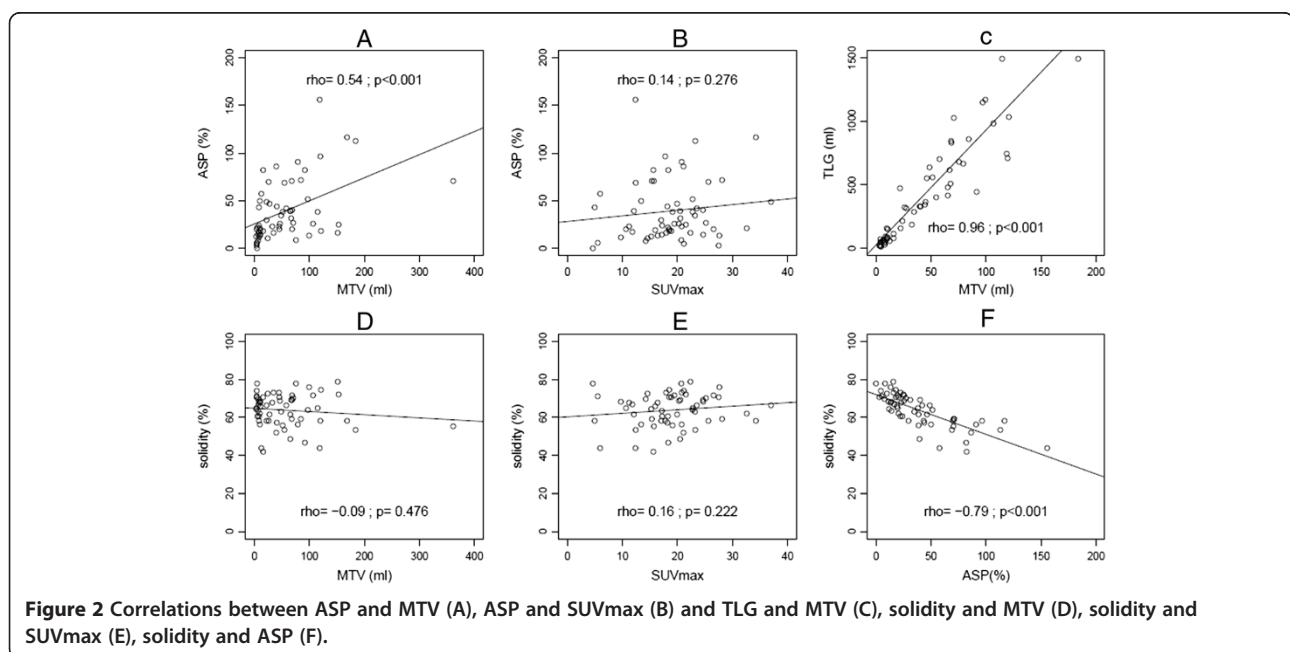 A
rho= 0.54 ; p<0.001
ASP (%)
200
150
100
50
0
0 100 200 300 400
MTV (ml)
B
rho= 0.14 ; p= 0.276
ASP (%)
200
150
100
50
0
0 10 20 30 40
SUVmax
c
TLG (ml)
1500
1000
500
0
rho= 0.96 ; p<0.001
0 50 100 150 200
MTV (ml)
D
solidity (%)
100
80
60
40
20
0
rho= −0.09 ; p= 0.476
0 100 200 300 400
MTV (ml)
E
solidity (%)
100
80
60
40
20
0
rho= 0.16 ; p= 0.222
0 10 20 30 40
SUVmax
F
solidity (%)
100
80
60
40
20
0
rho= −0.79 ; p<0.001
0 50 100 150 200
ASP(%)
Figure 2 Correlations between ASP and MTV (A), ASP and SUVmax (B) and TLG and MTV (C), solidity and MTV (D), solidity and
SUVmax (E), solidity and ASP (F).